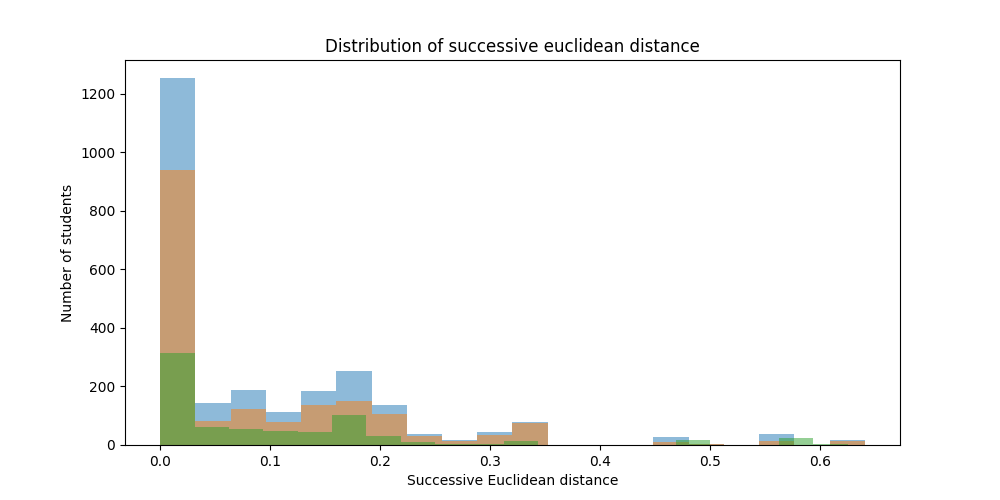 Distribution of successive euclidean distance
1200
1000
800
600
400
200
0
Number of students
0.0 0.1 0.2 0.3 0.4 0.5 0.6
Successive Euclidean distance